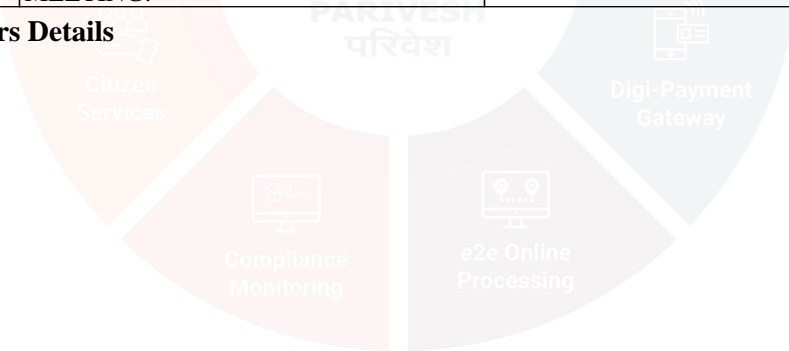 MEETING.
PARIVESH
rs Details
परिवेश
Citizen
Services
Digi-Payment
Gateway
Compliance
Monitoring
e2e Online
Processing